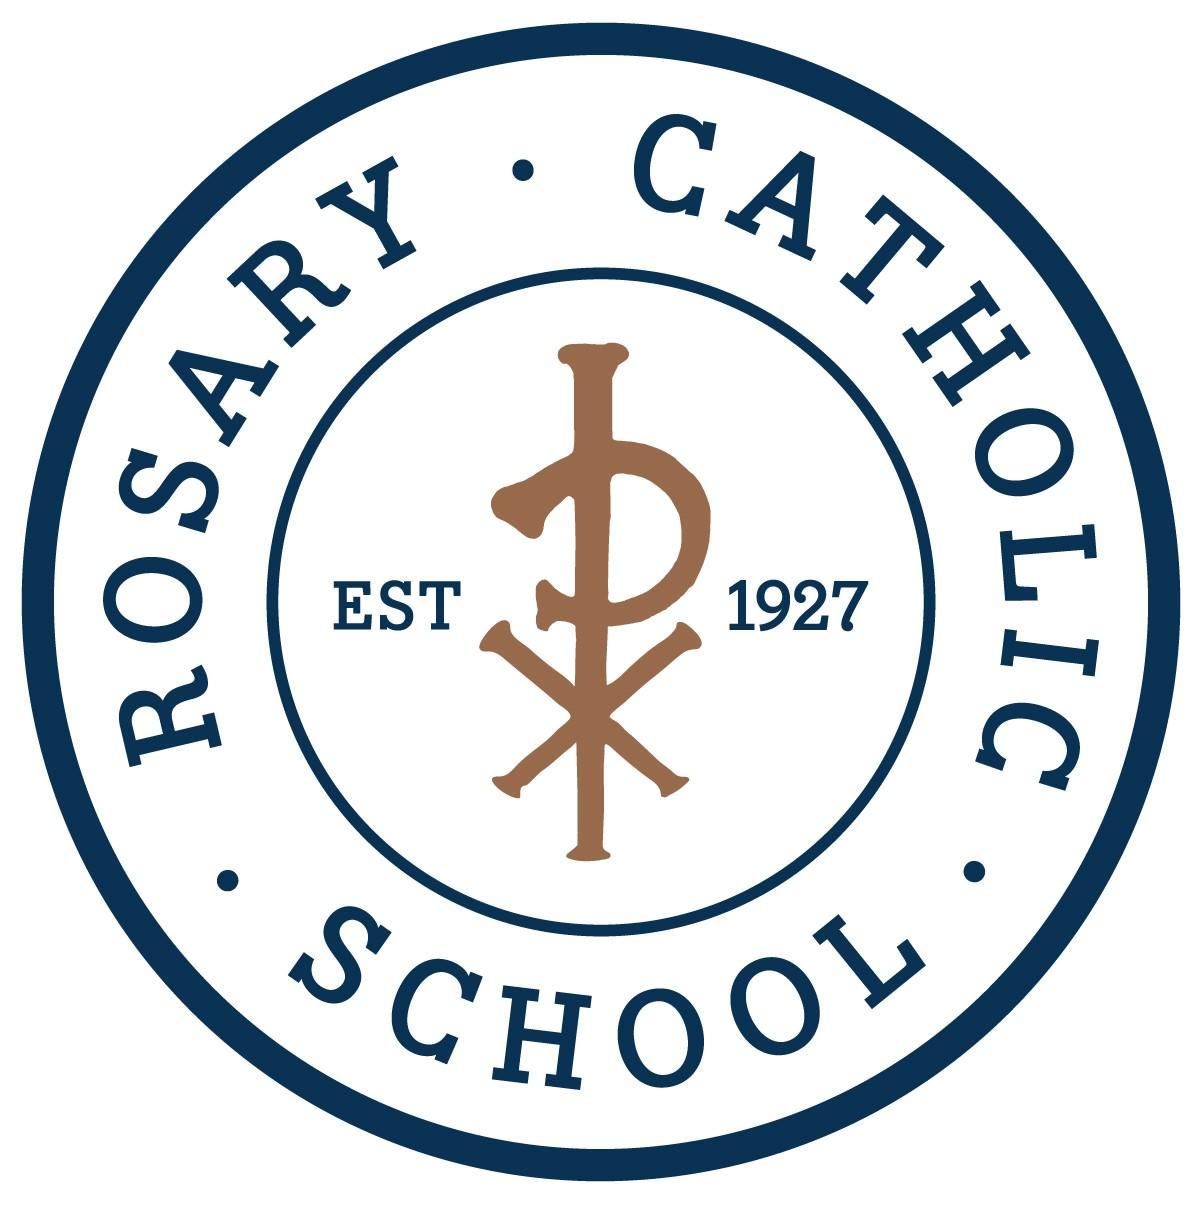 ROSARY · CATHOLIC · SCHOOL ·
EST 1927